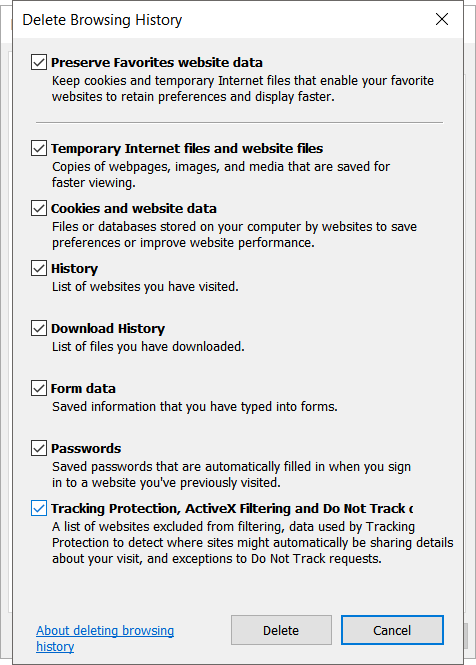 Delete Browsing History
Preserve Favorites website data
Keep cookies and temporary Internet files that enable your favorite
websites to retain preferences and display faster.
Temporary Internet files and website files
Copies of webpages, images, and media that are saved for
faster viewing.
Cookies and website data
Files or databases stored on your computer by websites to save
preferences or improve website performance.
History
List of websites you have visited.
Download History
List of files you have downloaded.
Form data
Saved information that you have typed into forms.
Passwords
Saved passwords that are automatically filled in when you sign
in to a website you've previously visited.
Tracking Protection, ActiveX Filtering and Do Not Track
A list of websites excluded from filtering, data used by Tracking
Protection to detect where sites might automatically be sharing details
about your visit, and exceptions to Do Not Track requests.
About deleting browsing
history
Delete
Cancel